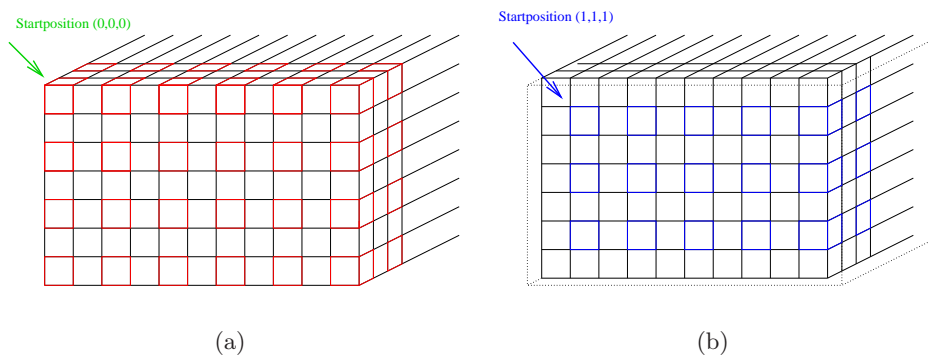 Startposition (0,0,0)
Startposition (1,1,1)
(a)
(b)